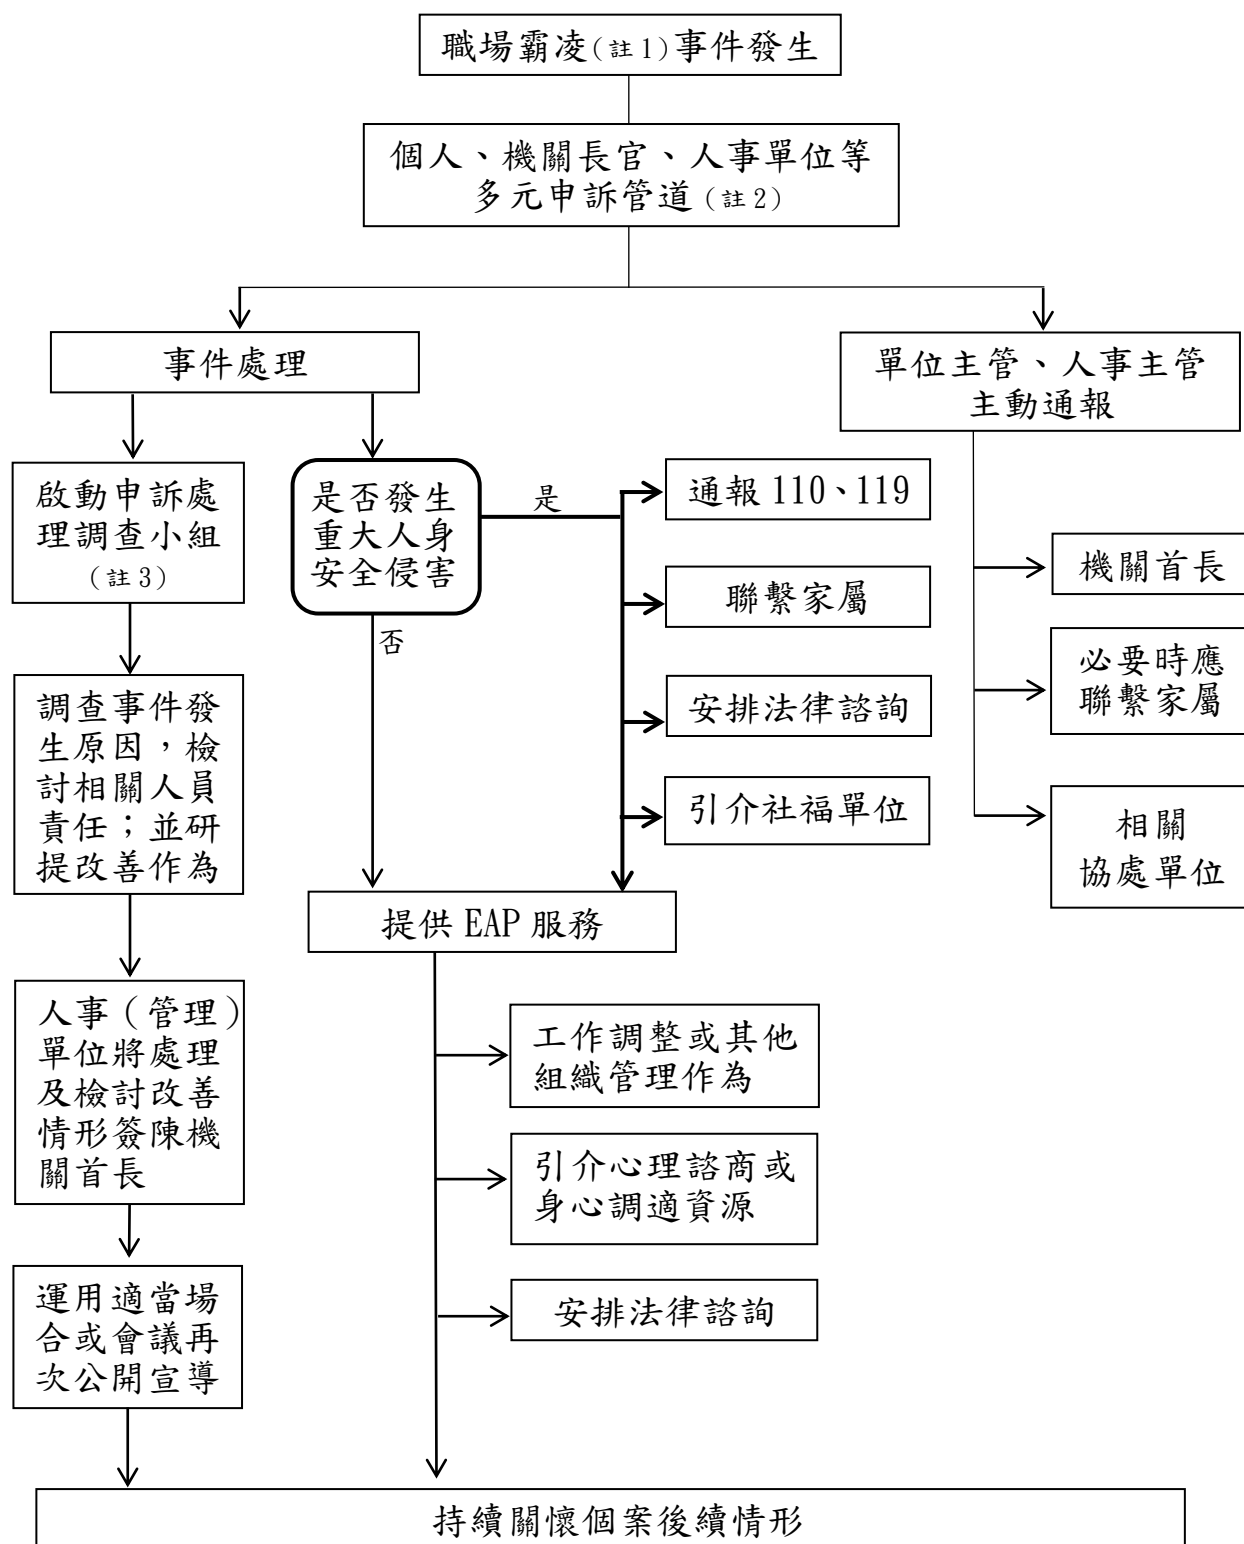 職場霸凌(註1)事件發生
個人、機關長官、人事單位等
多元申訴管道(註2)
事件處理
單位主管、人事主管
主動通報
啟動申訴處
理調查小組
(註3)
是否發生
重大人身
安全侵害
是
否
通報110、119
聯繫家屬
安排法律諮詢
引介社福單位
機關首長
必要時應
聯繫家屬
相關
協处單位
調查事件發
生原因，檢
討相關人員
責任；並研
提改善作為
提供EAP服務
人事（管理）
單位將處理
及檢討改善
情形簽陳機
關首長
工作調整或其他
組織管理作為
引介心理諮商或
身心調適資源
安排法律諮詢
運用適當場
合或會議再
次公開宣導
持續關懷個案後續情形